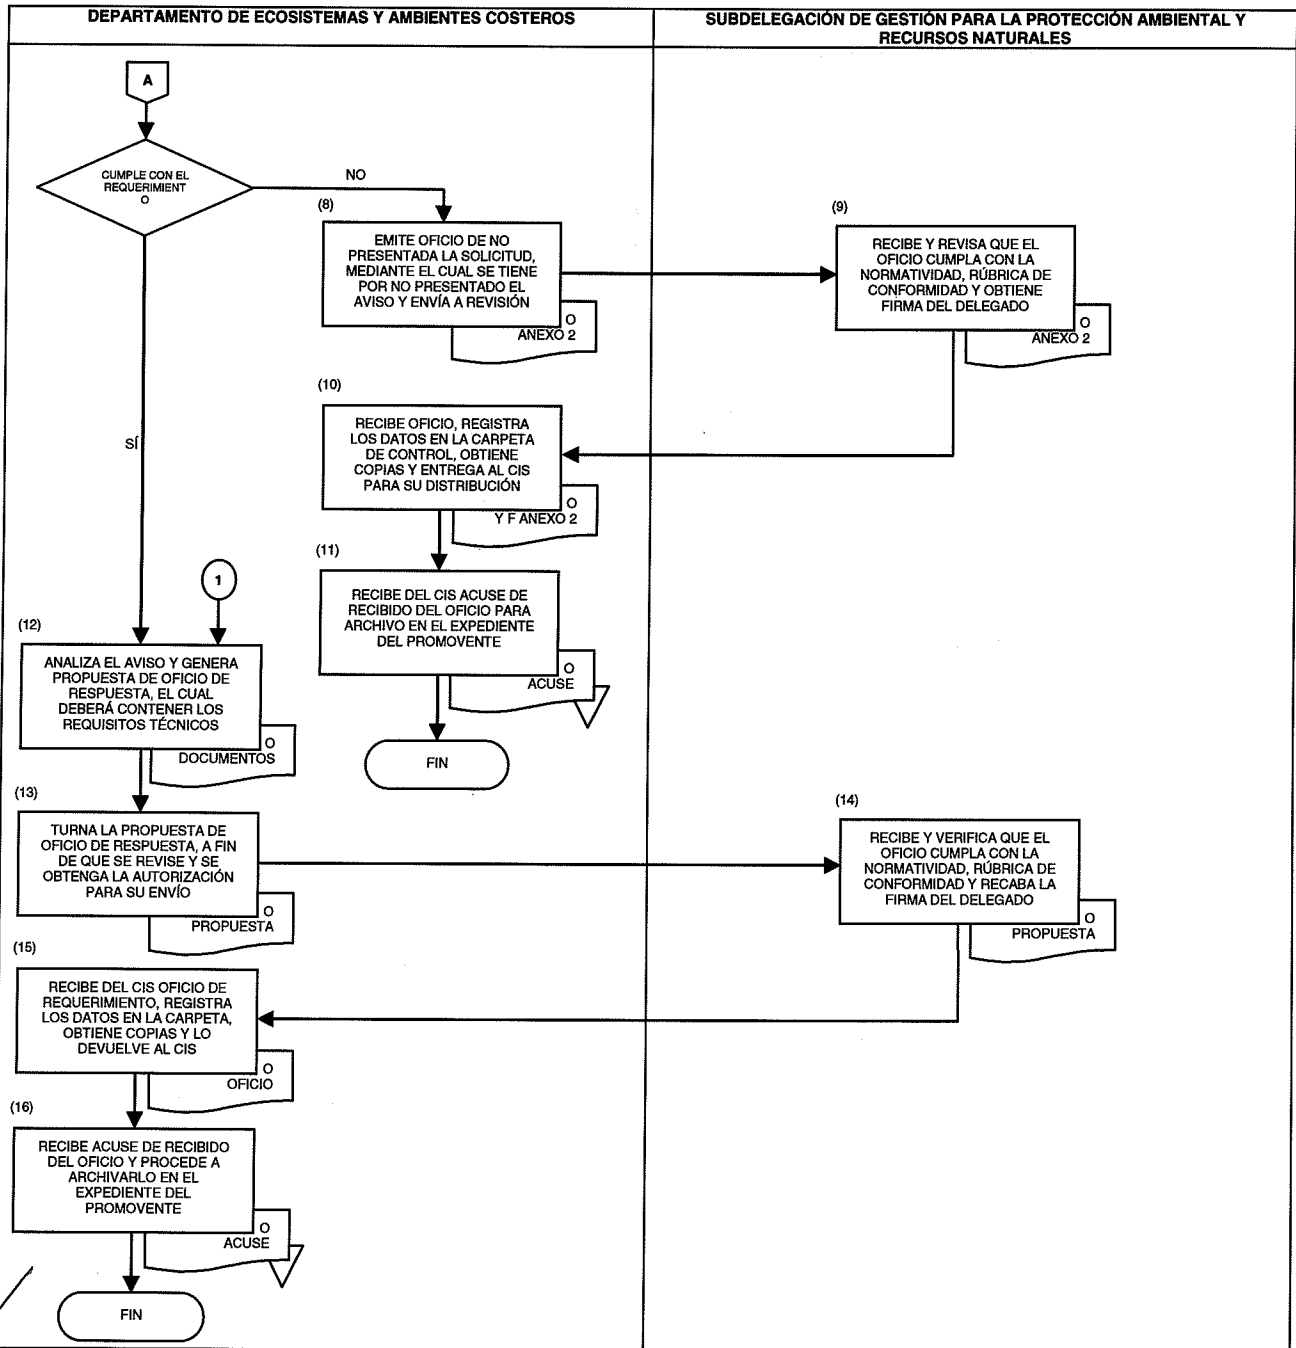 DEPARTAMENTO DE ECOSISTEMAS Y AMBIENTES COSTEROS
SUBDELEGACIÓN DE GESTIÓN PARA LA PROTECCIÓN AMBIENTAL Y
RECURSOS NATURALES
A
CUMPLE CON EL
REQUERIMIENT
O
NO
SÍ
(8)
EMITE OFICIO DE NO
PRESENTADA LA SOLICITUD,
MEDIANTE EL CUAL SE TIENE
POR NO PRESENTADO EL
AVISO Y ENVÍA A REVISIÓN
O
ANEXO 2
(9)
RECIBE Y REVISA QUE EL
OFICIO CUMPLA CON LA
NORMATIVIDAD, RÚBRICA DE
CONFORMIDAD Y OBTIENE
FIRMA DEL DELEGADO
O
ANEXO 2
(10)
RECIBE OFICIO, REGISTRA
LOS DATOS EN LA CARPETA
DE CONTROL, OBTIENE
COPIAS Y ENTREGA AL CIS
PARA SU DISTRIBUCIÓN
O
Y F ANEXO 2
(11)
RECIBE DEL CIS ACUSE DE
RECIBIDO DEL OFICIO PARA
ARCHIVO EN EL EXPEDIENTE
DEL PROMOVENTE
O
ACUSE
FIN
1
(12)
ANALIZA EL AVISO Y GENERA
PROPUESTA DE OFICIO DE
RESPUESTA, EL CUAL
DEBERÁ CONTENER LOS
REQUISITOS TÉCNICOS
O
DOCUMENTOS
(13)
TURNA LA PROPUESTA DE
OFICIO DE RESPUESTA, A FIN
DE QUE SE REVISE Y SE
OBTENGA LA AUTORIZACIÓN
PARA SU ENVÍO
O
PROPUESTA
(14)
RECIBE Y VERIFICA QUE EL
OFICIO CUMPLA CON LA
NORMATIVIDAD, RÚBRICA DE
CONFORMIDAD Y RECABA LA
FIRMA DEL DELEGADO
O
PROPUESTA
(15)
RECIBE DEL CIS OFICIO DE
REQUERIMIENTO, REGISTRA
LOS DATOS EN LA CARPETA,
OBTIENE COPIAS Y LO
DEVUELVE AL CIS
O
OFICIO
(16)
RECIBE ACUSE DE RECIBIDO
DEL OFICIO Y PROCEDE A
ARCHIVARLO EN EL
EXPEDIENTE DEL
PROMOVENTE
O
ACUSE
FIN